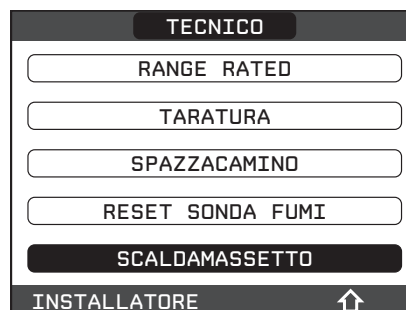 TECNICO
RANGE RATED
TARATURA
SPAZZACAMINO
RESET SONDA FUMI
SCALDAMASSETTO
INSTALLATORE